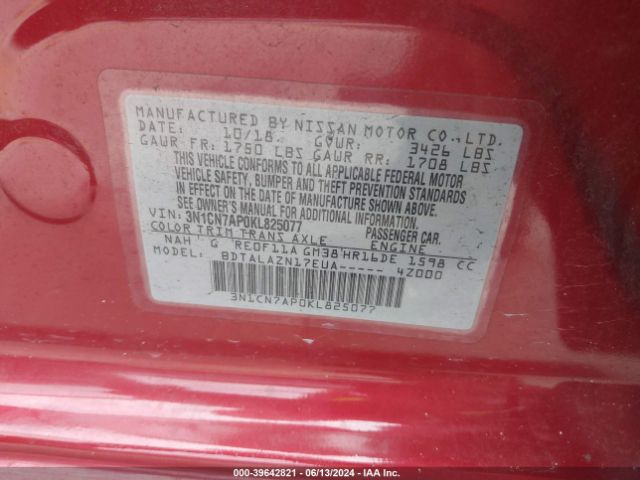 MANUFACTURED BY NISSAN MOTOR CO., LTD.
DATE: 10/18 GVWR: 3426 LBS
GAWR FR: 1750 LBS GAWR RR: 1708 LBS
THIS VEHICLE CONFORMS TO ALL APPLICABLE FEDERAL MOTOR
VEHICLE SAFETY, BUMPER AND THEFT PREVENTION STANDARDS
IN EFFECT ON THE DATE OF MANUFACTURE SHOWN ABOVE.
SEE OWNER'S MANUAL FOR ADDITIONAL INFORMATION.
VIN: 3N1CN7AP0KL825077 PASSENGER CAR.
COLOR TRIM TRANS AXLE ENGINE
NAH G RE0F11A GM38 HR16DE 1598 CC
MODEL: BDTALAZN17EUA----- 4Z000
3N1CN7AP0KL825077
000-39642821 - 06/13/2024 - IAA Inc.